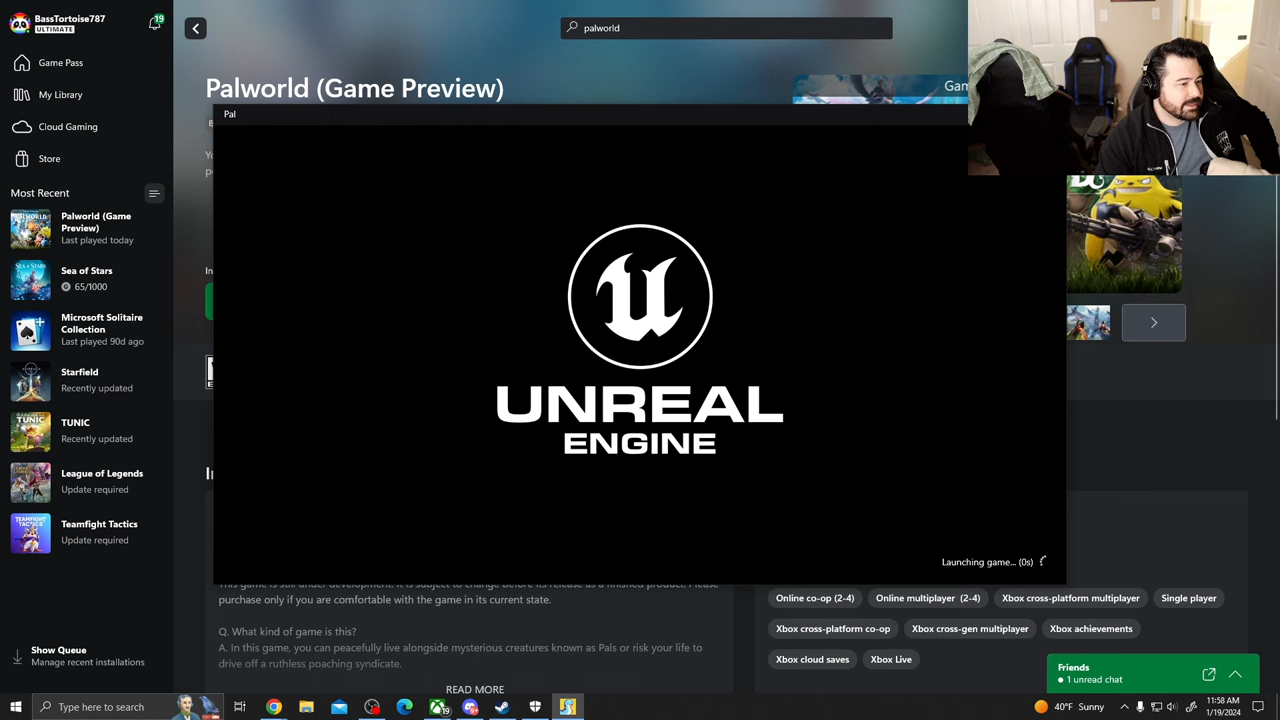 BassTortoise787
ULTIMATE
19
palworld
Game Pass
My Library
Cloud Gaming
Store
Most Recent
Palworld (Game
Preview)
Last played today
Sea of Stars
G 65/1000
Microsoft Solitaire
Collection
Last played 90d ago
Starfield
Recently updated
TUNIC
Recently updated
League of Legends
Update required
Teamfight Tactics
Update required
Show Queue
Manage recent installations
Palworld (Game Preview)
Pal
UNREAL
ENGINE
Launching game... (0s)
purchase only if you are comfortable with the game in its current state.
Q. What kind of game is this?
A. In this game, you can peacefully live alongside mysterious creatures known as Pals or risk your life to
drive off a ruthless poaching syndicate.
READ MORE
Online co-op (2-4)
Online multiplayer (2-4)
Xbox cross-platform multiplayer
Single player
Xbox cross-platform co-op
Xbox cross-gen multiplayer
Xbox achievements
Xbox cloud saves
Xbox Live
Friends
1 unread chat
Type here to search
19
40°F Sunny
11:58 AM
1/19/2024